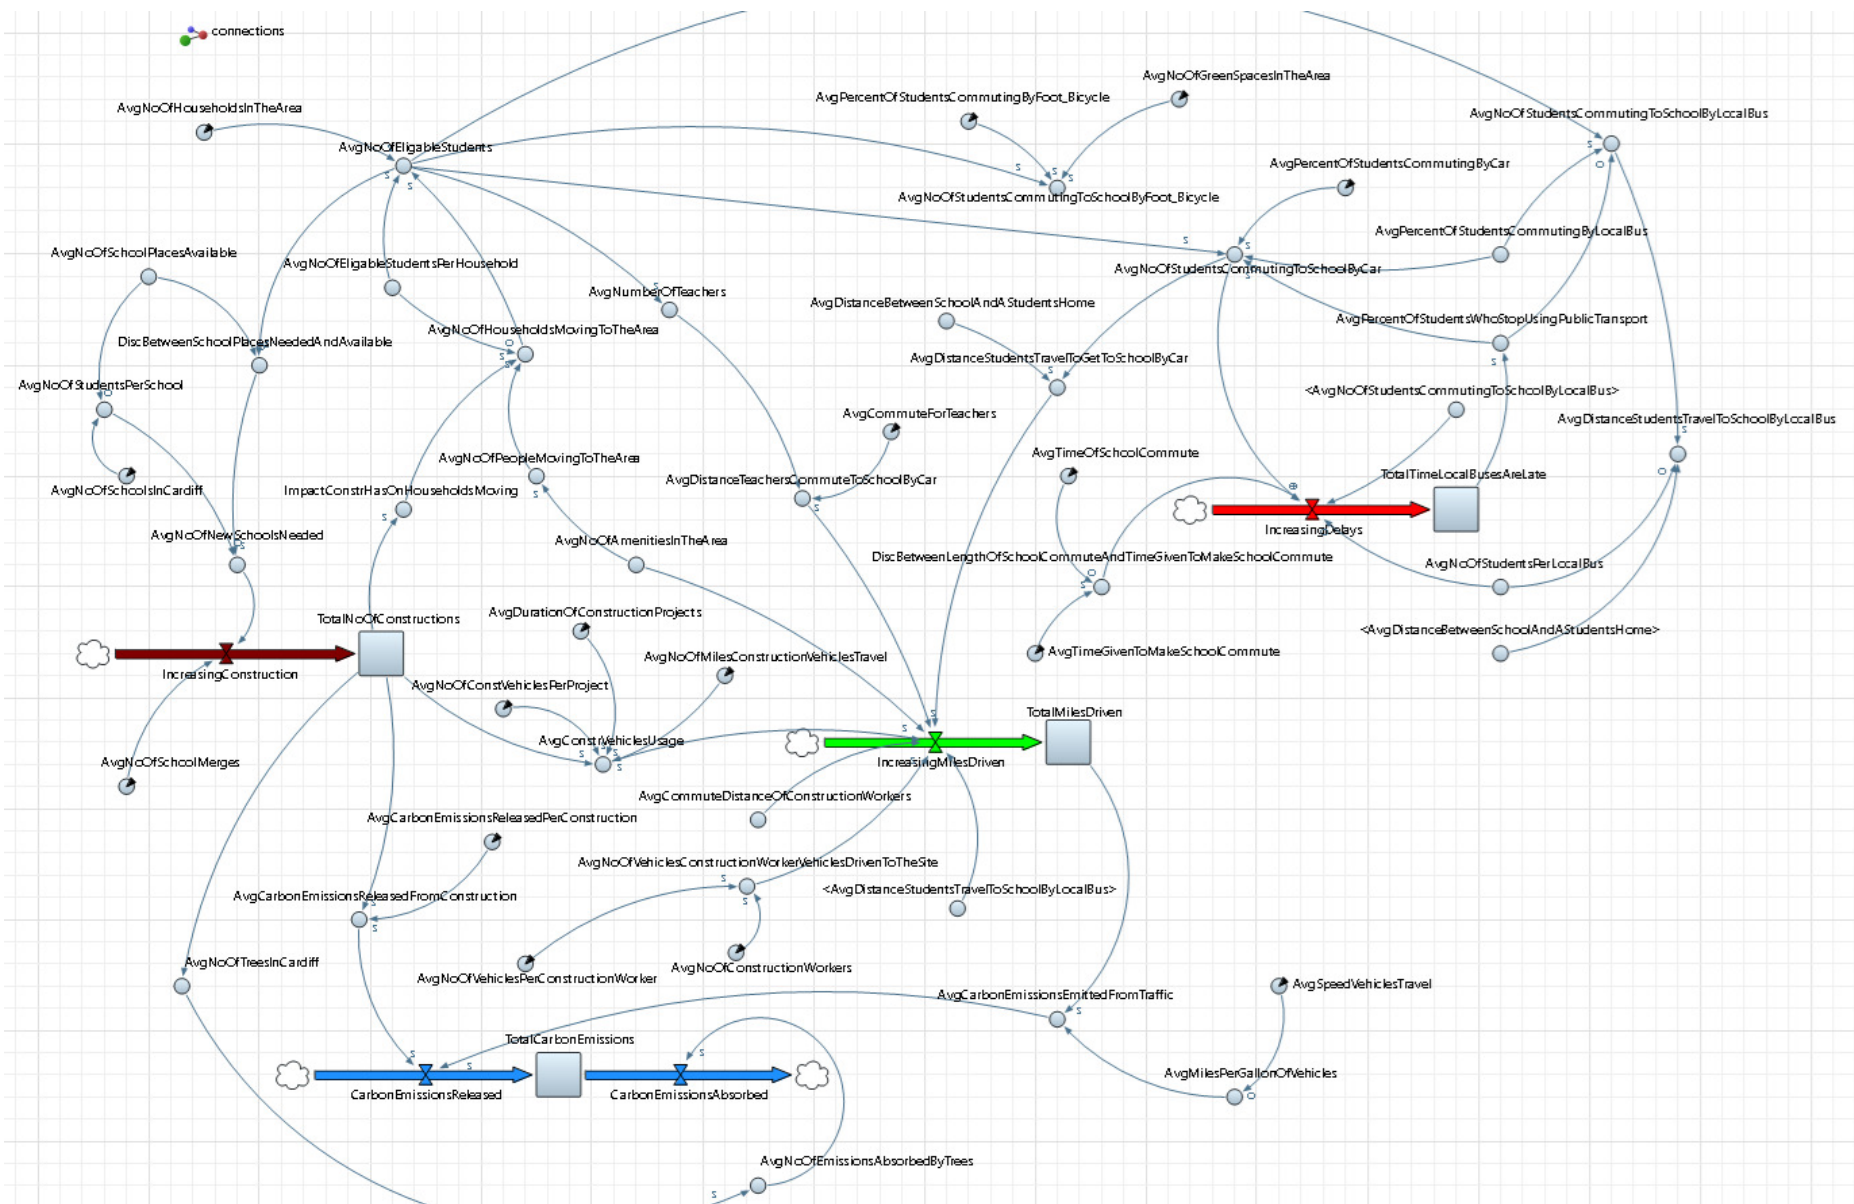 connections
AvgNoOfGreenSpacesInTheArea
AvgPercentOfStudentsCommutingByFoot_Bicycle
AvgNoOfHouseholdsInTheArea
AvgNoOfStudentsCommutingToSchoolByLocalBus
AvgNoOfEligableStudents
AvgPercentOfStudentsCommutingByCar
AvgNoOfStudentsCommutingToSchoolByFoot_Bicycle
AvgPercentOfStudentsCommutingByLocalBus
AvgNoOfSchoolPlacesAvailable
AvgNoOfEligableStudentsPerHousehold
AvgNoOfStudentsCommutingToSchoolByCar
AvgNumberOfTeachers
AvgDistanceBetweenSchoolAndAStudentsHome
AvgPercentOfStudentsWhoStopUsingPublicTransport
AvgNoOfHouseholdsMovingToTheArea
DiscBetweenSchoolPlacesNeededAndAvailable
AvgDistanceStudentsTravelToGetToSchoolByCar
AvgNoOfStudentsPerSchool
<AvgNoOfStudentsCommutingToSchoolByLocalBus>
AvgCommuteForTeachers
AvgDistanceStudentsTravelToSchoolByLocalBus
AvgTimeOfSchoolCommute
AvgNoOfPeopleMovingToTheArea
TotalTimeLocalBusesAreLate
AvgDistanceTeachersCommuteToSchoolByCar
AvgNoOfSchoolsInCardiff
ImpactConstrHasOnHouseholdsMoving
IncreasingDelays
AvgNoOfNewSchoolsNeeded
AvgNoOfAmenitiesInTheArea
DiscBetweenLengthOfSchoolCommuteAndTimeGivenToMakeSchoolCommute
AvgNoOfStudentsPerLocalBus
AvgDurationOfConstructionProjects
TotalNoOfConstructions
<AvgDistanceBetweenSchoolAndAStudentsHome>
AvgTimeGivenToMakeSchoolCommute
AvgNoOfMilesConstructionVehiclesTravel
IncreasingConstruction
AvgNoOfConstVehiclesPerProject
TotalMilesDriven
AvgConstrVehiclesUsage
AvgNoOfSchoolMerges
IncreasingMilesDriven
AvgCommuteDistanceOfConstructionWorkers
AvgCarbonEmissionsReleasedPerConstruction
AvgNoOfVehiclesConstructionWorkerVehiclesDrivenToTheSite
<AvgDistanceStudentsTravelToSchoolByLocalBus>
AvgCarbonEmissionsReleasedFromConstruction
AvgNoOfTreesInCardiff
AvgNoOfConstructionWorkers
AvgNoOfVehiclesPerConstructionWorker
AvgSpeedVehiclesTravel
AvgCarbonEmissionsEmittedFromTraffic
TotalCarbonEmissions
AvgMilesPerGallonOfVehicles
CarbonEmissionsReleased
CarbonEmissionsAbsorbed
AvgNoOfEmissionsAbsorbedByTrees